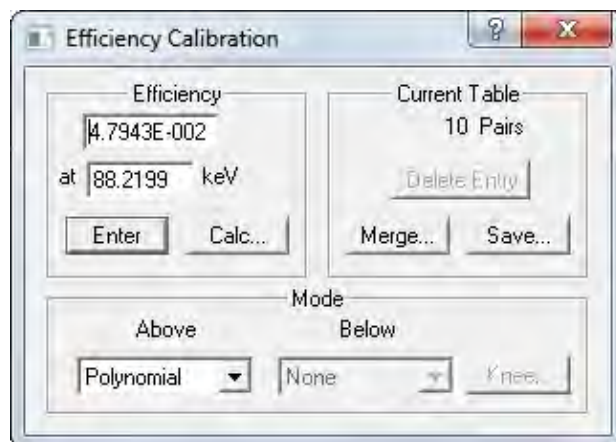 Efficiency Calibration
?
X
Efficiency
4.7943E-002
at 88.2199 keV
Enter Calc...
Current Table
10 Pairs
Delete Entry
Merge... Save...
Mode
Above Below
Polynomial None Knee...